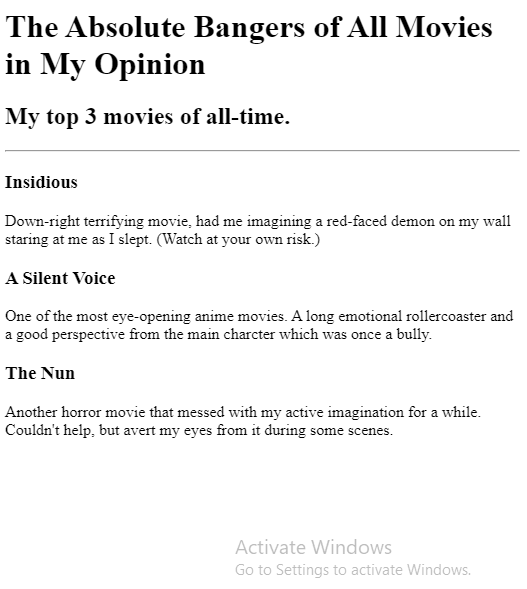 The Absolute Bangers of All Movies
in My Opinion
My top 3 movies of all-time.
Insidious
Down-right terrifying movie, had me imagining a red-faced demon on my wall
staring at me as I slept. (Watch at your own risk.)
A Silent Voice
One of the most eye-opening anime movies. A long emotional rollercoaster and
a good perspective from the main charcter which was once a bully.
The Nun
Another horror movie that messed with my active imagination for a while.
Couldn't help, but avert my eyes from it during some scenes.
Activate Windows
Go to Settings to activate Windows.